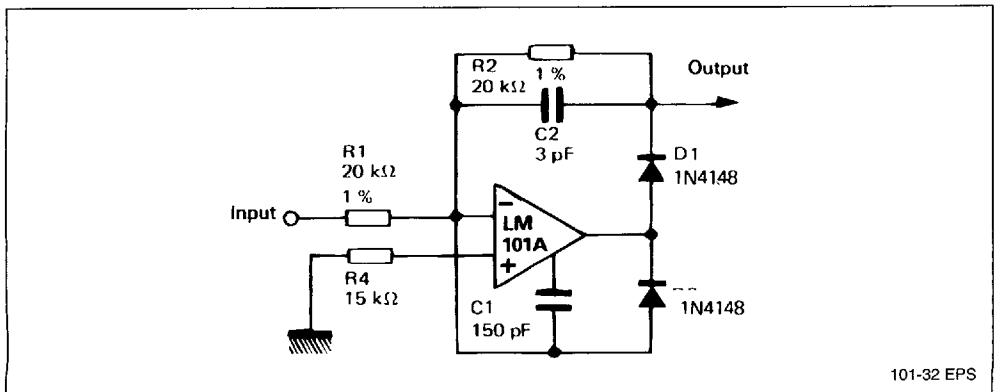 R2
20 kΩ
1 %
Output
C2
3 pF
R1
20 kΩ
1 %
D1
1N4148
Input
−
LM
101A
+
R4
15 kΩ
C1
150 pF
1N4148
101-32 EPS